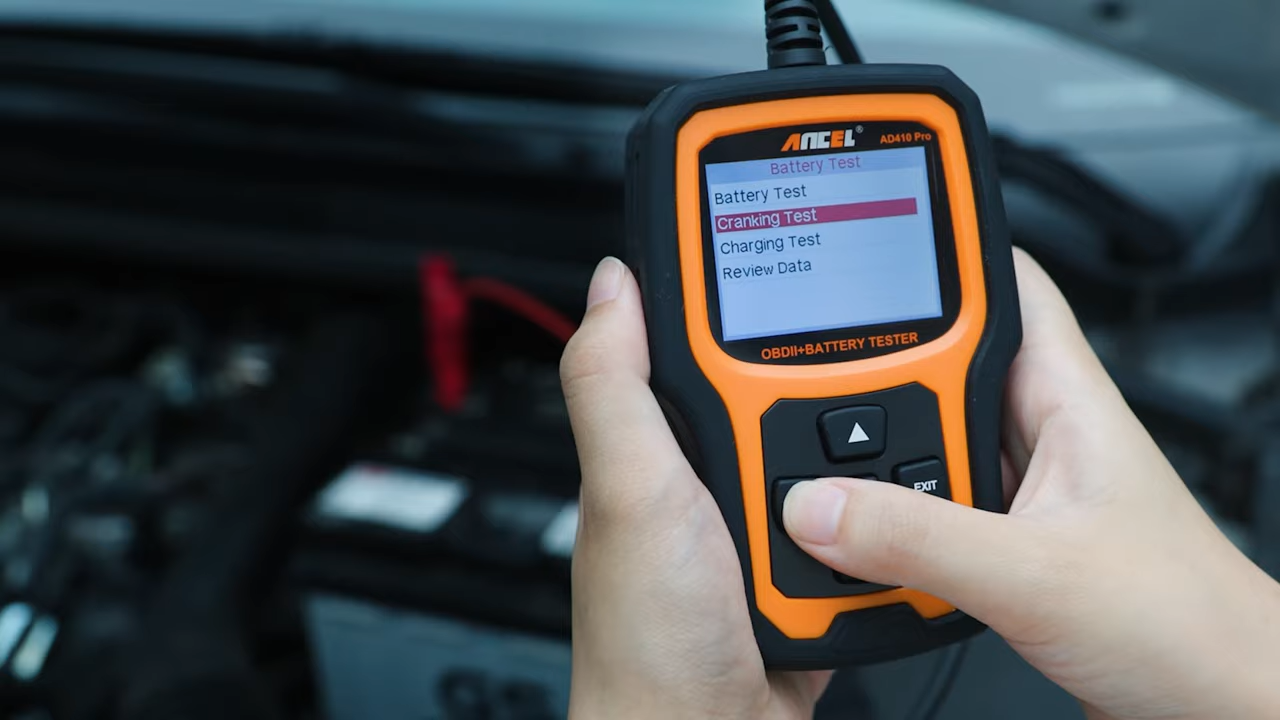 ANCEL® AD410 Pro
Battery Test
Battery Test
Cranking Test
Charging Test
Review Data
OBDII+BATTERY TESTER
EXIT